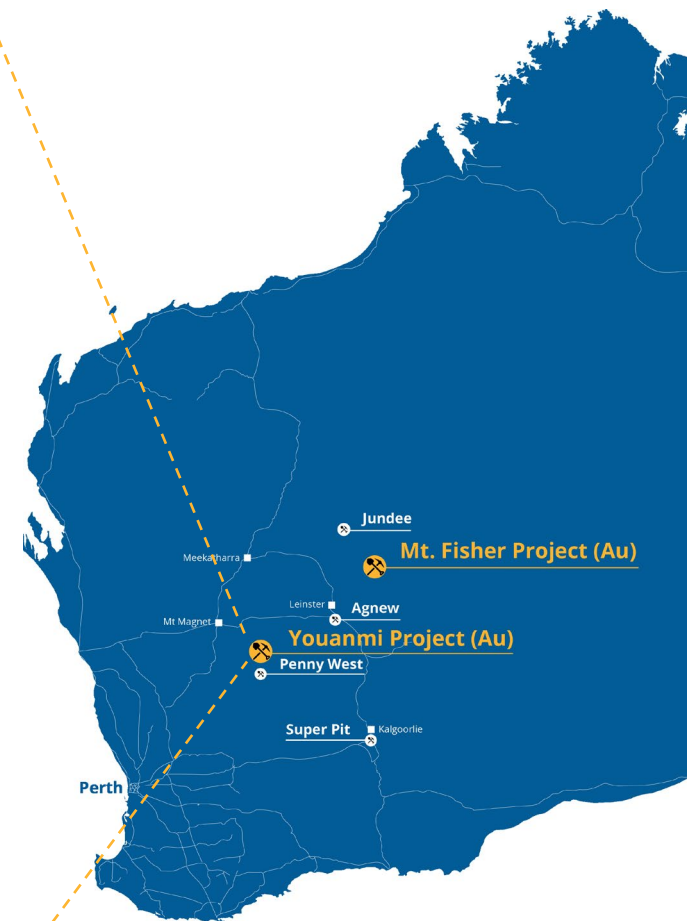 Jundee
Mt. Fisher Project (Au)
Meekatharra
Leinster
Agnew
Mt Magnet
Youanmi Project (Au)
Penny West
Super Pit
Kalgoorlie
Perth